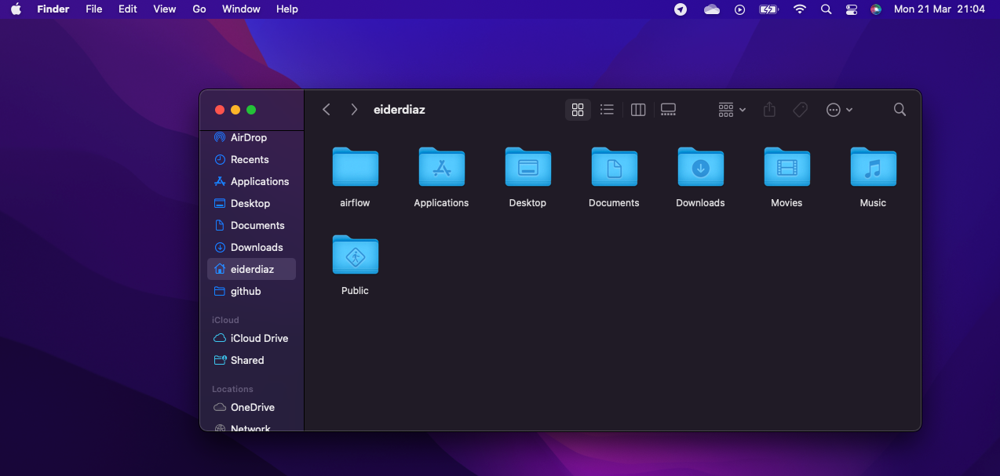 Finder File Edit View Go Window Help Mon 21 Mar 21:04
eiderdiaz
AirDrop
Recents
Applications
Desktop
Documents
Downloads
eiderdiaz
github
iCloud
iCloud Drive
Shared
Locations
OneDrive
Network
airflow Applications Desktop Documents Downloads Movies Music
Public